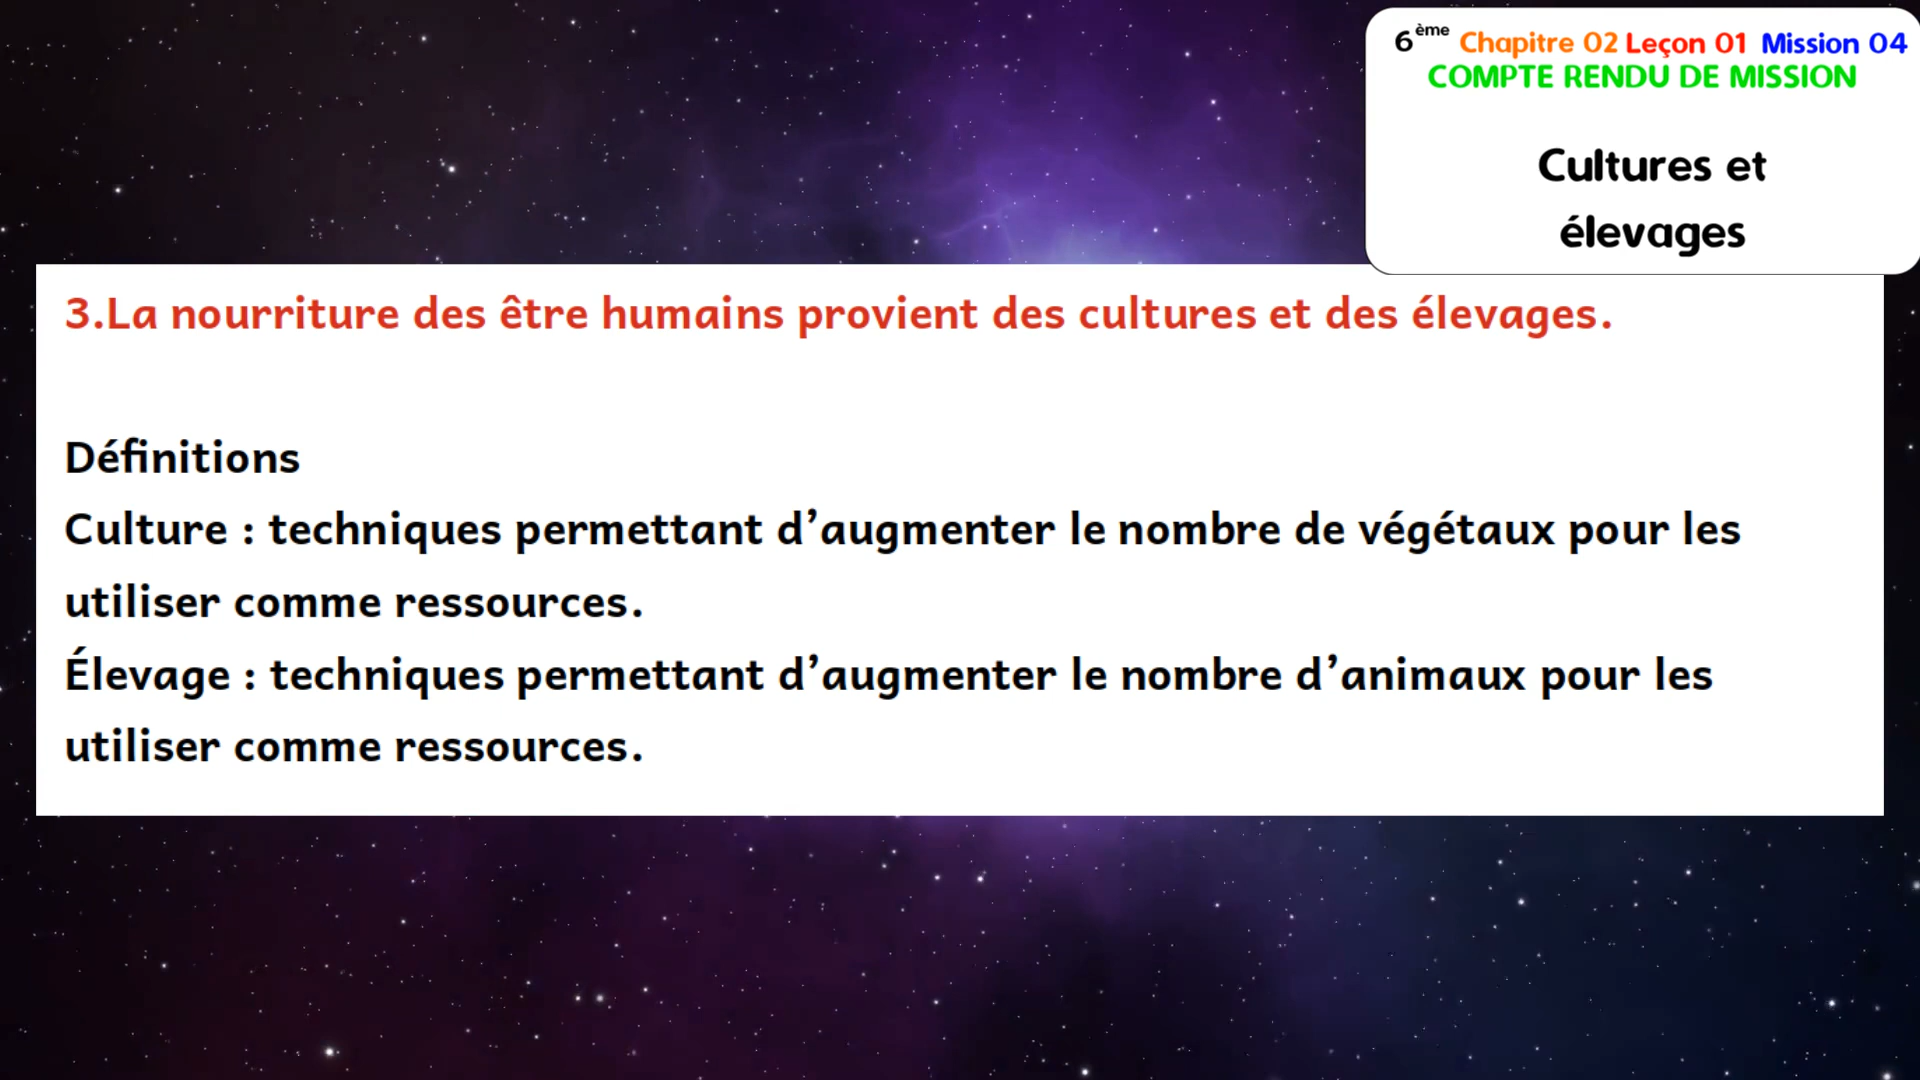 6ème Chapitre 02 Leçon 01 Mission 04
COMPTE RENDU DE MISSION
Cultures et
élevages
3.La nourriture des être humains provient des cultures et des élevages.
Définitions
Culture : techniques permettant d’augmenter le nombre de végétaux pour les
utiliser comme ressources.
Élevage : techniques permettant d’augmenter le nombre d’animaux pour les
utiliser comme ressources.